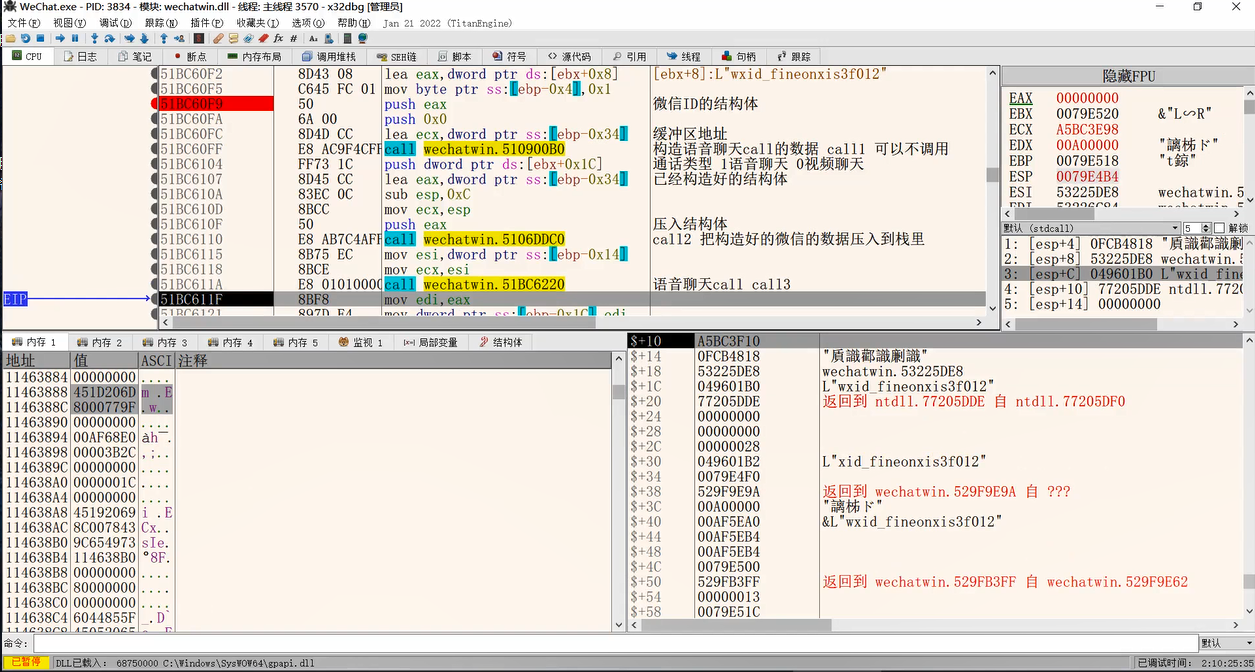 WeChat.exe - PID: 3834 - 模块: wechatwin.dll - 线程: 主线程 3570 - x32dbg [管理员]
文件(F) 视图(V) 调试(D) 跟踪(N) 插件(P) 收藏夹(I) 选项(O) 帮助(H) Jan 21 2022 (TitanEngine)
CPU 日志 笔记 断点 内存布局 调用堆栈 SEH链 脚本 符号 源代码 引用 线程 句柄 跟踪
51BC60F2 8D43 08 lea eax,dword ptr ds:[ebx+0x8] [ebx+8]:L"wxid_fineonxis3f012"
51BC60F5 C645 FC 01 mov byte ptr ss:[ebp-0x4],0x1
51BC60F9 50 push eax 微信ID的结构体
51BC60FA 6A 00 push 0x0
51BC60FC 8D4D CC lea ecx,dword ptr ss:[ebp-0x34] 缓冲区地址
51BC60FF E8 AC9F4CFF call wechatwin.510900B0 构造语音聊天call的数据 call1 可以不调用
51BC6104 FF73 1C push dword ptr ds:[ebx+0x1C] 通话类型 1语音聊天 0视频聊天
51BC6107 8D45 CC lea eax,dword ptr ss:[ebp-0x34] 已经构造好的结构体
51BC610A 83EC 0C sub esp,0xC
51BC610D 8BCC mov ecx,esp
51BC610F 50 push eax 压入结构体
51BC6110 E8 AB7C4AFF call wechatwin.5106DDC0 call2 把构造好的微信的数据压入到栈里
51BC6115 8B75 EC mov esi,dword ptr ss:[ebp-0x14]
51BC6118 8BCE mov ecx,esi
51BC611A E8 01010000 call wechatwin.51BC6220 语音聊天call call3
EIP 51BC611F 8BF8 mov edi,eax
51BC6121 897D E4 mov dword ptr ss:[ebp-0x1C],edi
隐藏FPU
EAX 00000000
EBX 0079E520
ECX A5BC3E98
EDX 00A00000
EBP 0079E518
ESP 0079E4B4
ESI 53225DE8 wechatwin.5
默认 (stdcall) 5 解锁
1: [esp+4] 0FCB4818
2: [esp+8] 53225DE8 wechatwin.5
3: [esp+C] 049601B0 L"wxid_fine
4: [esp+10] 77205DDE ntdll.7720
5: [esp+14] 00000000
内存 1 内存 2 内存 3 内存 4 内存 5 监视 1 局部变量 结构体
地址 值 ASCI 注释
11463884 00000000 ....
11463888 451D206D m .E
1146388C 8000779F .w..
11463890 00000000 ....
11463894 00AF68E0
11463898 00003B2C ,;..
1146389C 00000000 ....
114638A0 0000001C ....
114638A4 00000000 ....
114638A8 45192069 i .E
114638AC 8C007843 Cx..
114638B0 9C654973 sIe.
114638B4 114638B0 °8F.
114638B8 00000000 ....
114638BC 80000000 ....
114638C0 00000000 ....
114638C4 6044855F _.D`
$+10 A5BC3F10
$+14 0FCB4818
$+18 53225DE8 wechatwin.53225DE8
$+1C 049601B0 L"wxid_fineonxis3f012"
$+20 77205DDE 返回到 ntdll.77205DDE 自 ntdll.77205DF0
$+24 00000000
$+28 00000000
$+2C 00000028
$+30 049601B2 L"xid_fineonxis3f012"
$+34 0079E4F0
$+38 529F9E9A 返回到 wechatwin.529F9E9A 自 ???
$+3C 00A00000
$+40 00AF5EA0 &L"wxid_fineonxis3f012"
$+44 00AF5EB4
$+48 00AF5EB4
$+4C 0079E500
$+50 529FB3FF 返回到 wechatwin.529FB3FF 自 wechatwin.529F9E62
$+54 00000013
$+58 0079E51C
命令: 默认
已暂停 DLL已载入: 68750000 C:\Windows\SysWOW64\gpapi.dll 已调试时间: 2:10:25:35